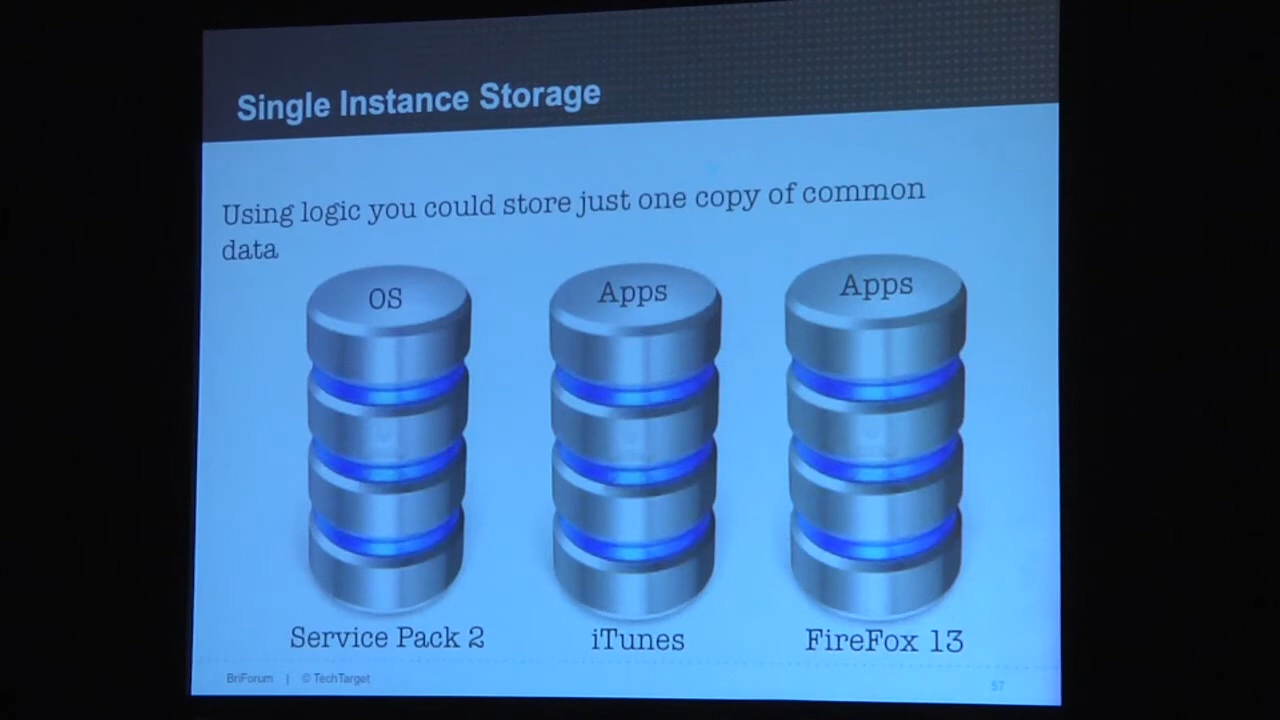 Single Instance Storage
Using logic you could store just one copy of common
data
OS
Apps
Apps
Service Pack 2
iTunes
FireFox 13
BriForum | © TechTarget
57